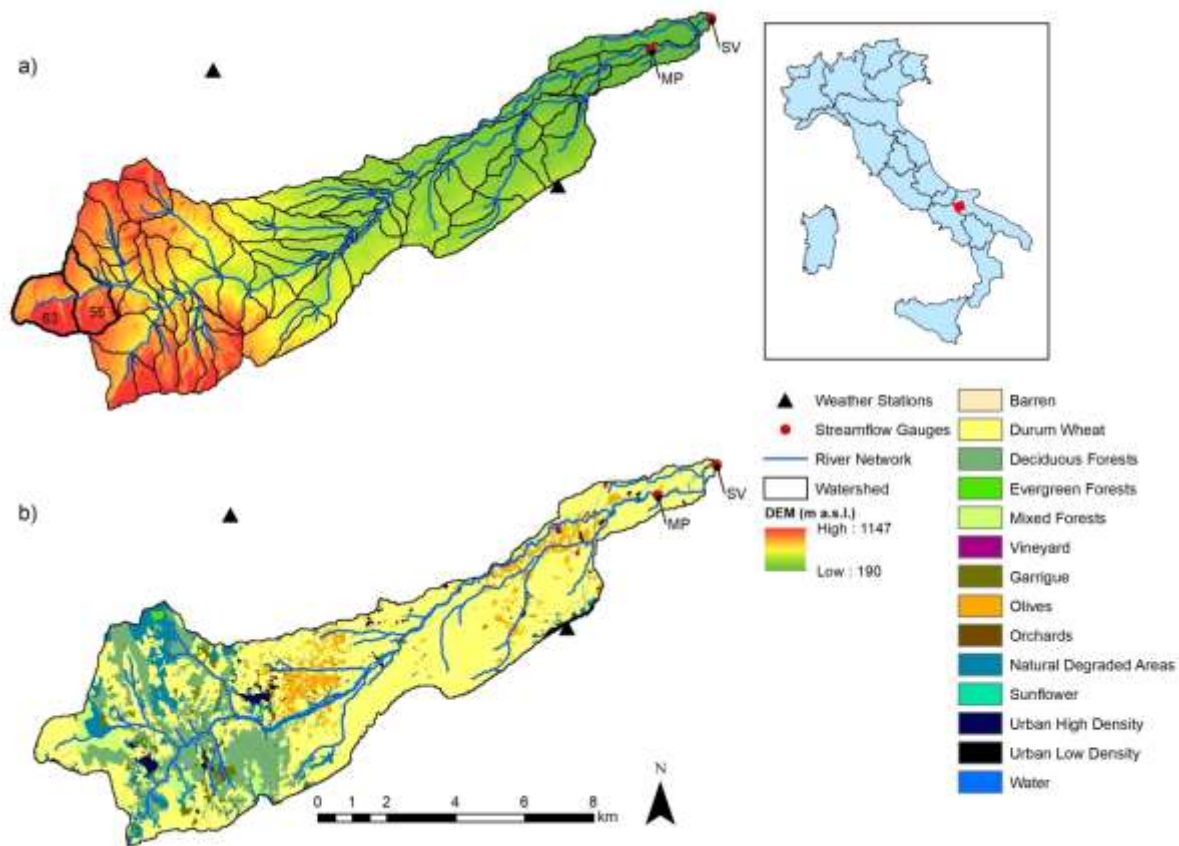 a)
SV
MP
63
Weather Stations
Streamflow Gauges
River Network
Watershed
DEM (m a.s.l.)
High : 1147
Low : 190
Barren
Durum Wheat
Deciduous Forests
Evergreen Forests
Mixed Forests
Vineyard
Garrigue
Olives
Orchards
Natural Degraded Areas
Sunflower
Urban High Density
Urban Low Density
Water
b)
SV
MP
N
0 1 2 4 6 8
km